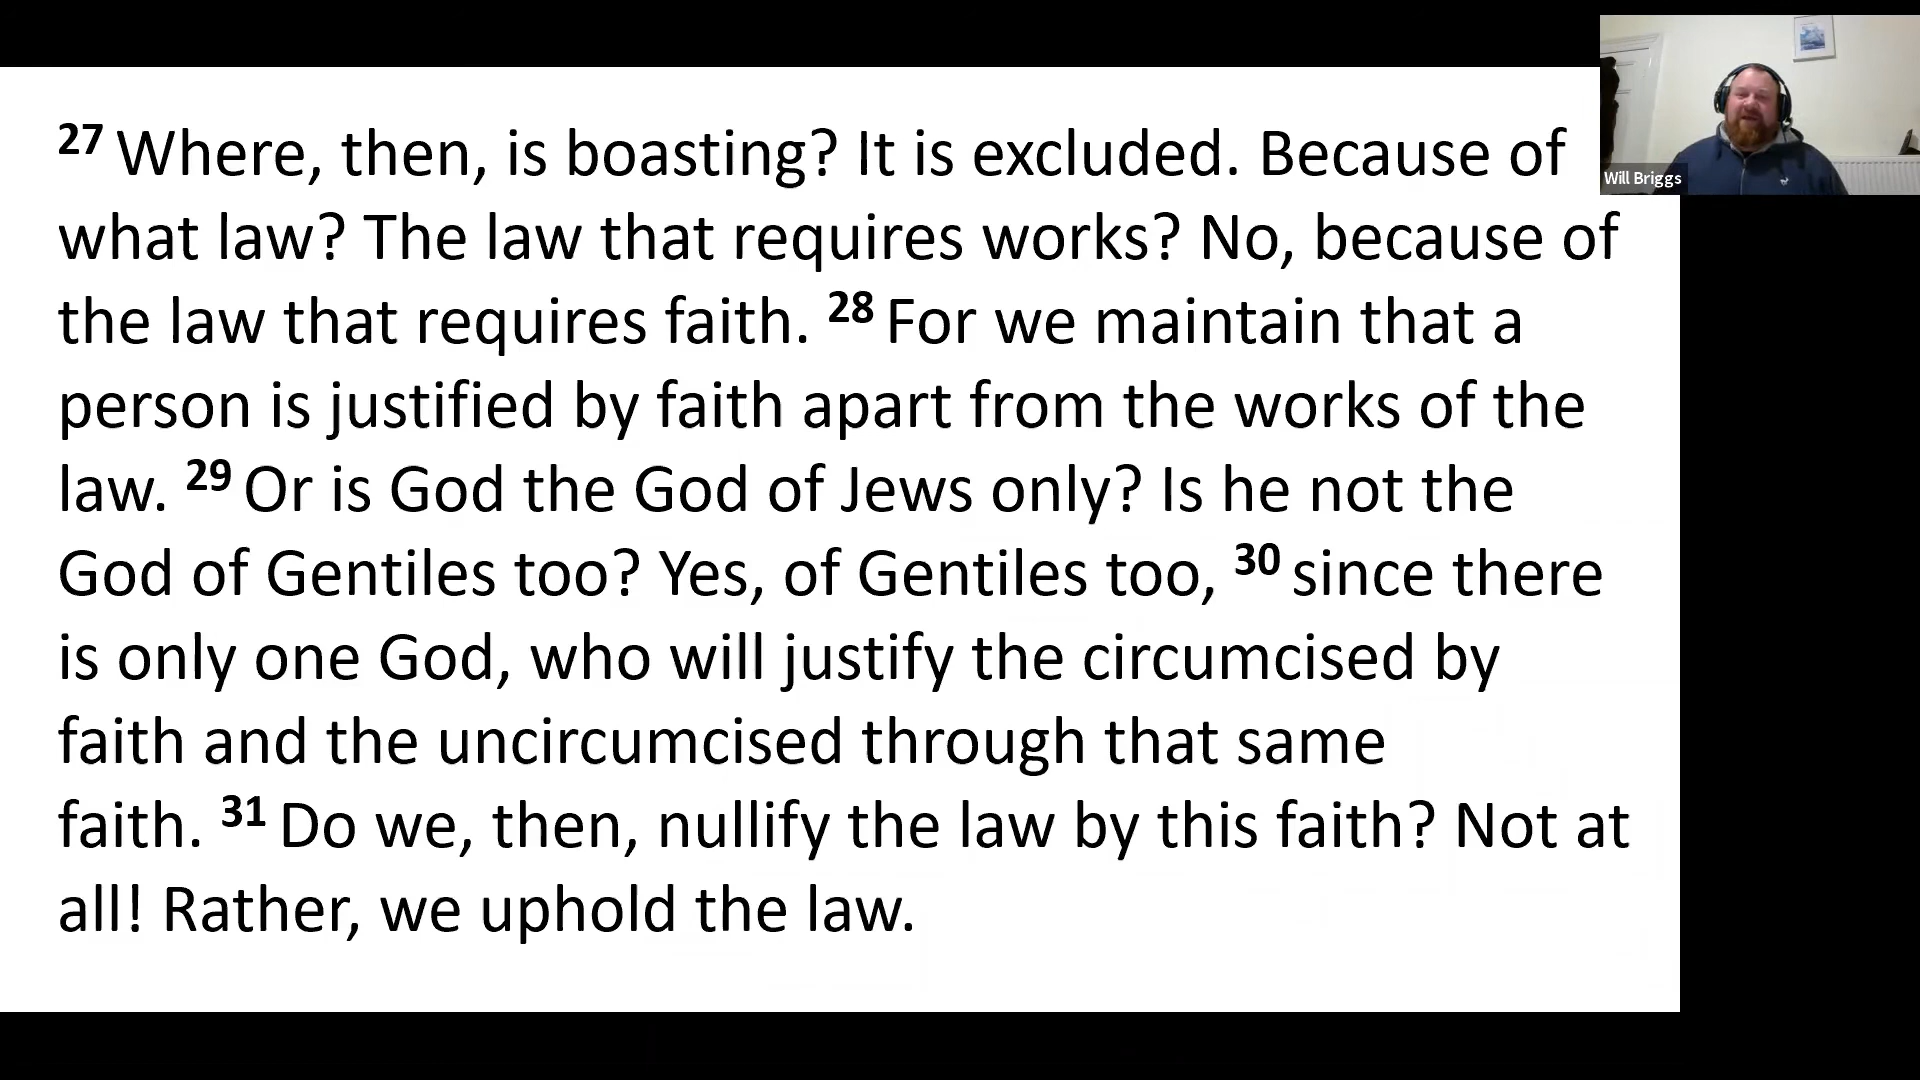 27 Where, then, is boasting? It is excluded. Because of
what law? The law that requires works? No, because of
the law that requires faith. 28 For we maintain that a
person is justified by faith apart from the works of the
law. 29 Or is God the God of Jews only? Is he not the
God of Gentiles too? Yes, of Gentiles too, 30 since there
is only one God, who will justify the circumcised by
faith and the uncircumcised through that same
faith. 31 Do we, then, nullify the law by this faith? Not at
all! Rather, we uphold the law.
Will Briggs